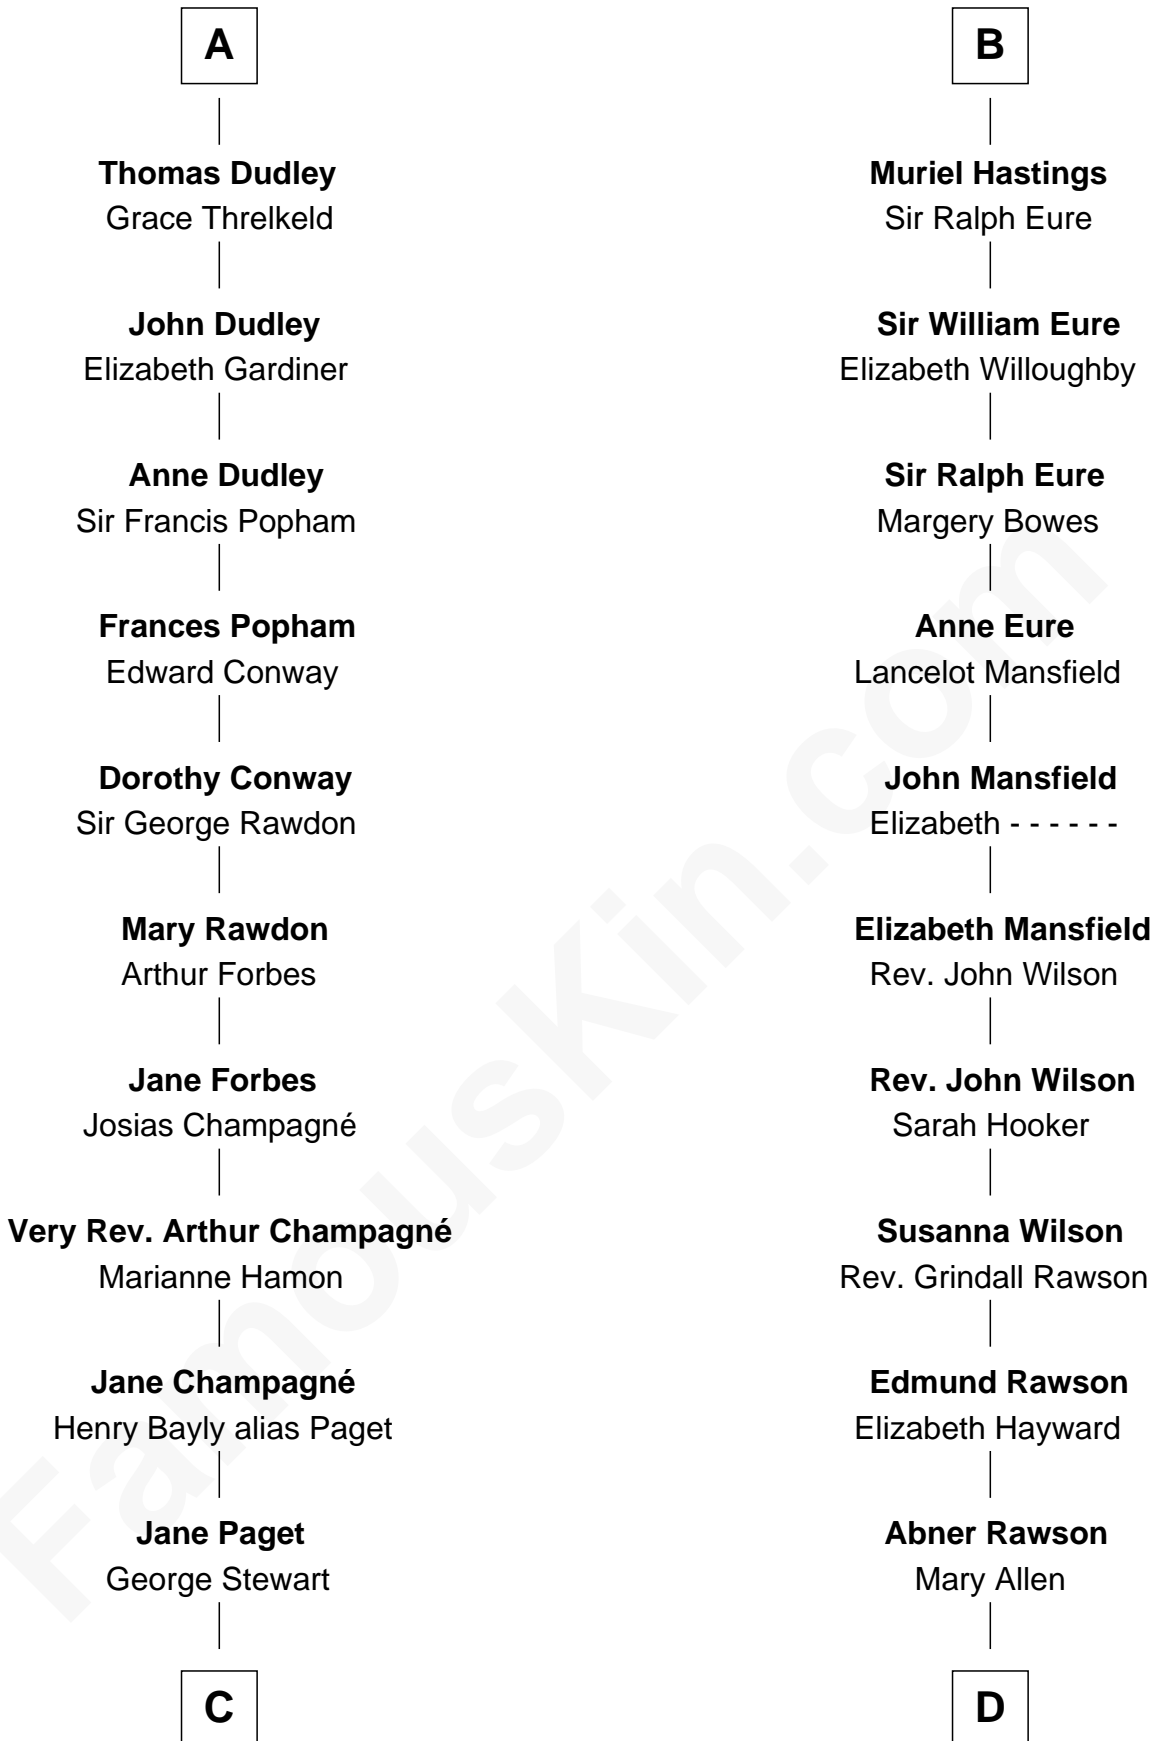 A
Thomas Dudley
Grace Threlkeld
John Dudley
Elizabeth Gardiner
Anne Dudley
Sir Francis Popham
Frances Popham
Edward Conway
Dorothy Conway
Sir George Rawdon
Mary Rawdon
Arthur Forbes
Jane Forbes
Josias Champagné
Very Rev. Arthur Champagné
Marianne Hamon
Jane Champagné
Henry Bayly alias Paget
Jane Paget
George Stewart
C
B
Muriel Hastings
Sir Ralph Eure
Sir William Eure
Elizabeth Willoughby
Sir Ralph Eure
Margery Bowes
Anne Eure
Lancelot Mansfield
John Mansfield
Elizabeth - - - - - -
Elizabeth Mansfield
Rev. John Wilson
Rev. John Wilson
Sarah Hooker
Susanna Wilson
Rev. Grindall Rawson
Edmund Rawson
Elizabeth Hayward
Abner Rawson
Mary Allen
D
FamousKin.com